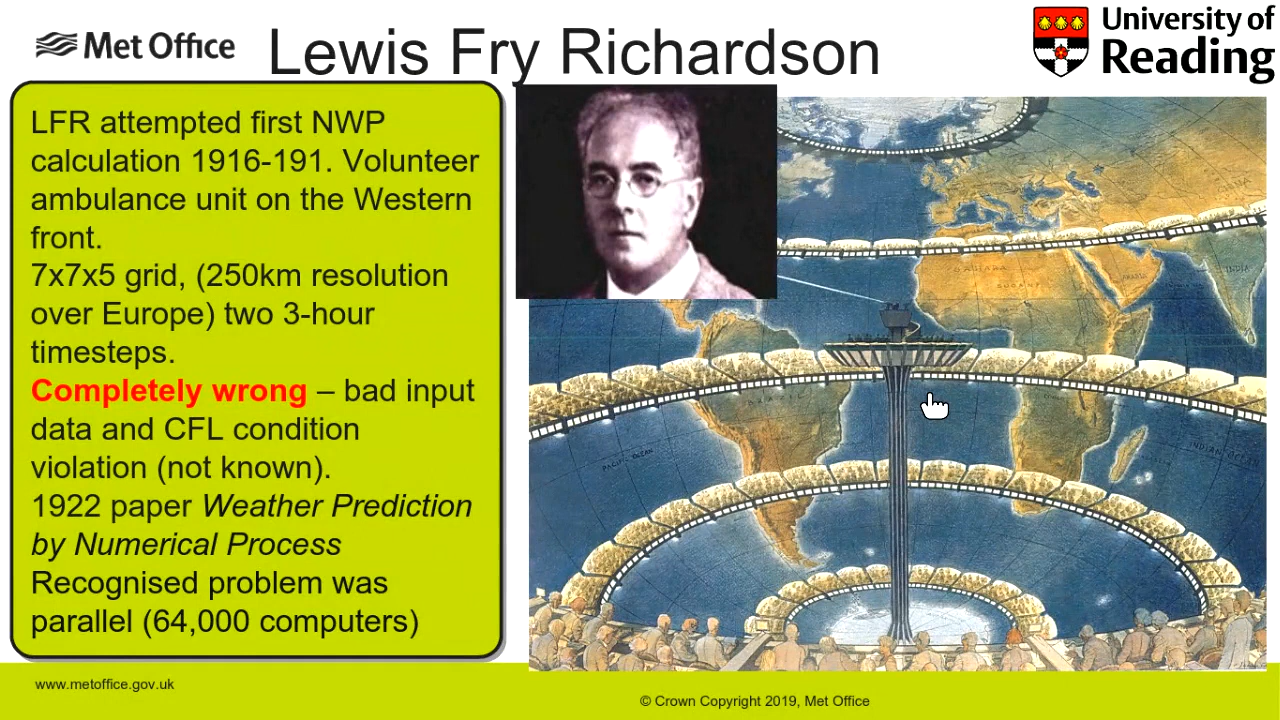 Met Office
Lewis Fry Richardson
University of
Reading
LFR attempted first NWP
calculation 1916-191. Volunteer
ambulance unit on the Western
front.
7x7x5 grid, (250km resolution
over Europe) two 3-hour
timesteps.
Completely wrong – bad input
data and CFL condition
violation (not known).
1922 paper Weather Prediction
by Numerical Process
Recognised problem was
parallel (64,000 computers)
SAHARA
SUDAN
ARABIA
INDIA
PACIFIC OCEAN
INDIAN OCEAN
www.metoffice.gov.uk
© Crown Copyright 2019, Met Office